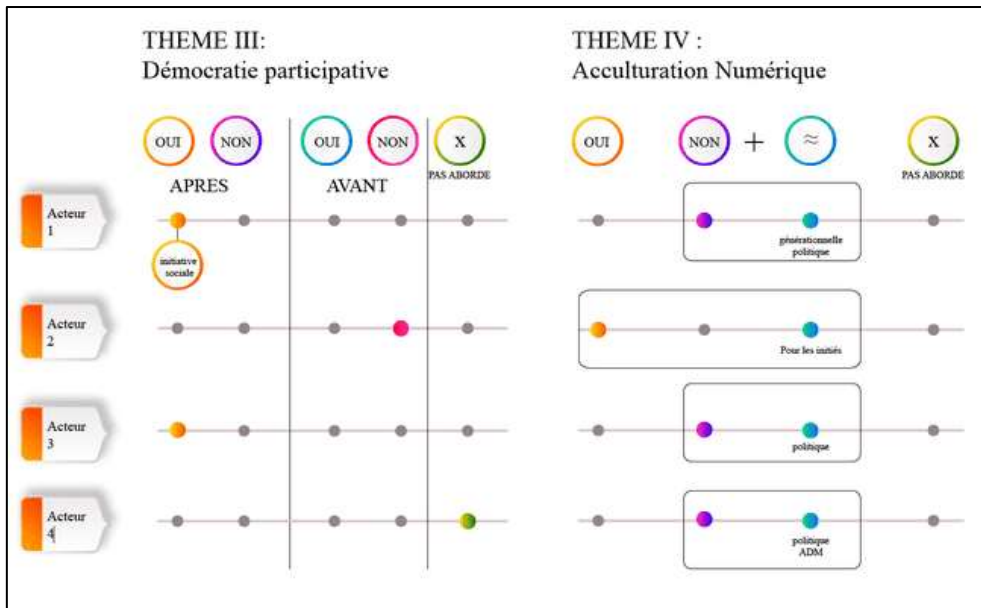 THEME III:
Démocratie participative
THEME IV :
Acculturation Numérique
OUI NON OUI NON X
PAS ABORDE
APRES AVANT
OUI NON + ≈ X
PAS ABORDE
Acteur
1
initiative
sociale
générationnelle
politique
Acteur
2
Pour les initiés
Acteur
3
politique
Acteur
4
politique
ADM